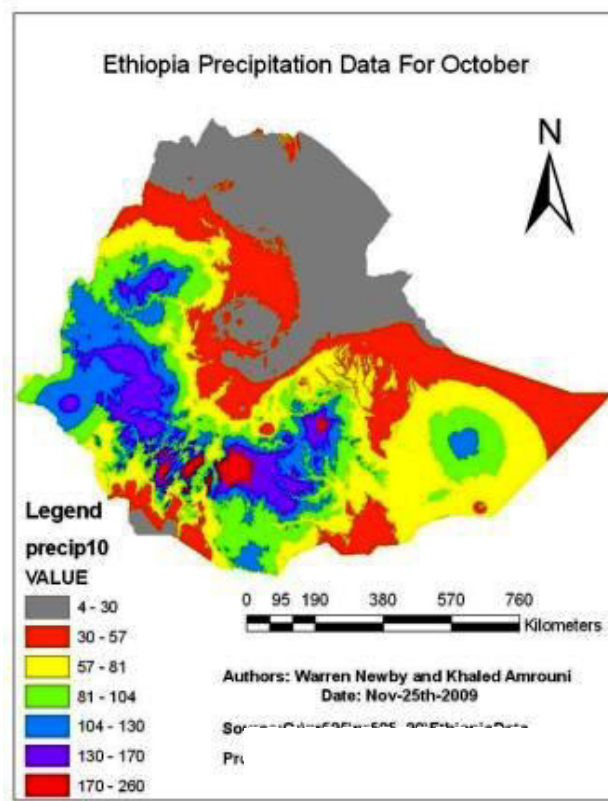 Ethiopia Precipitation Data For October
N
Legend
precip10
VALUE
4 - 30
30 - 57
57 - 81
81 - 104
104 - 130
130 - 170
170 - 260
0 95 190 380 570 760
Kilometers
Authors: Warren Newby and Khaled Amrouni
Date: Nov-25th-2009